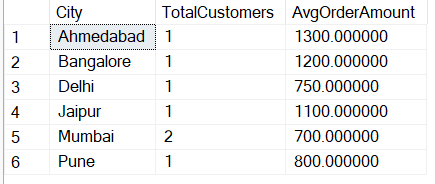 City TotalCustomers AvgOrderAmount
1 Ahmedabad 1 1300.000000
2 Bangalore 1 1200.000000
3 Delhi 1 750.000000
4 Jaipur 1 1100.000000
5 Mumbai 2 700.000000
6 Pune 1 800.000000